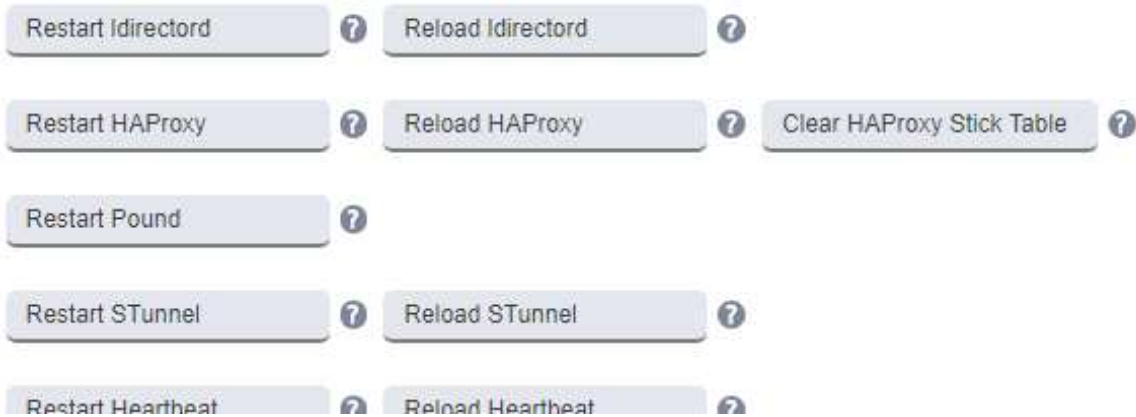 Restart ldirectord ? Reload ldirectord ?
Restart HAProxy ? Reload HAProxy ? Clear HAProxy Stick Table ?
Restart Pound ?
Restart STunnel ? Reload STunnel ?
Restart Heartbeat ? Reload Heartbeat ?